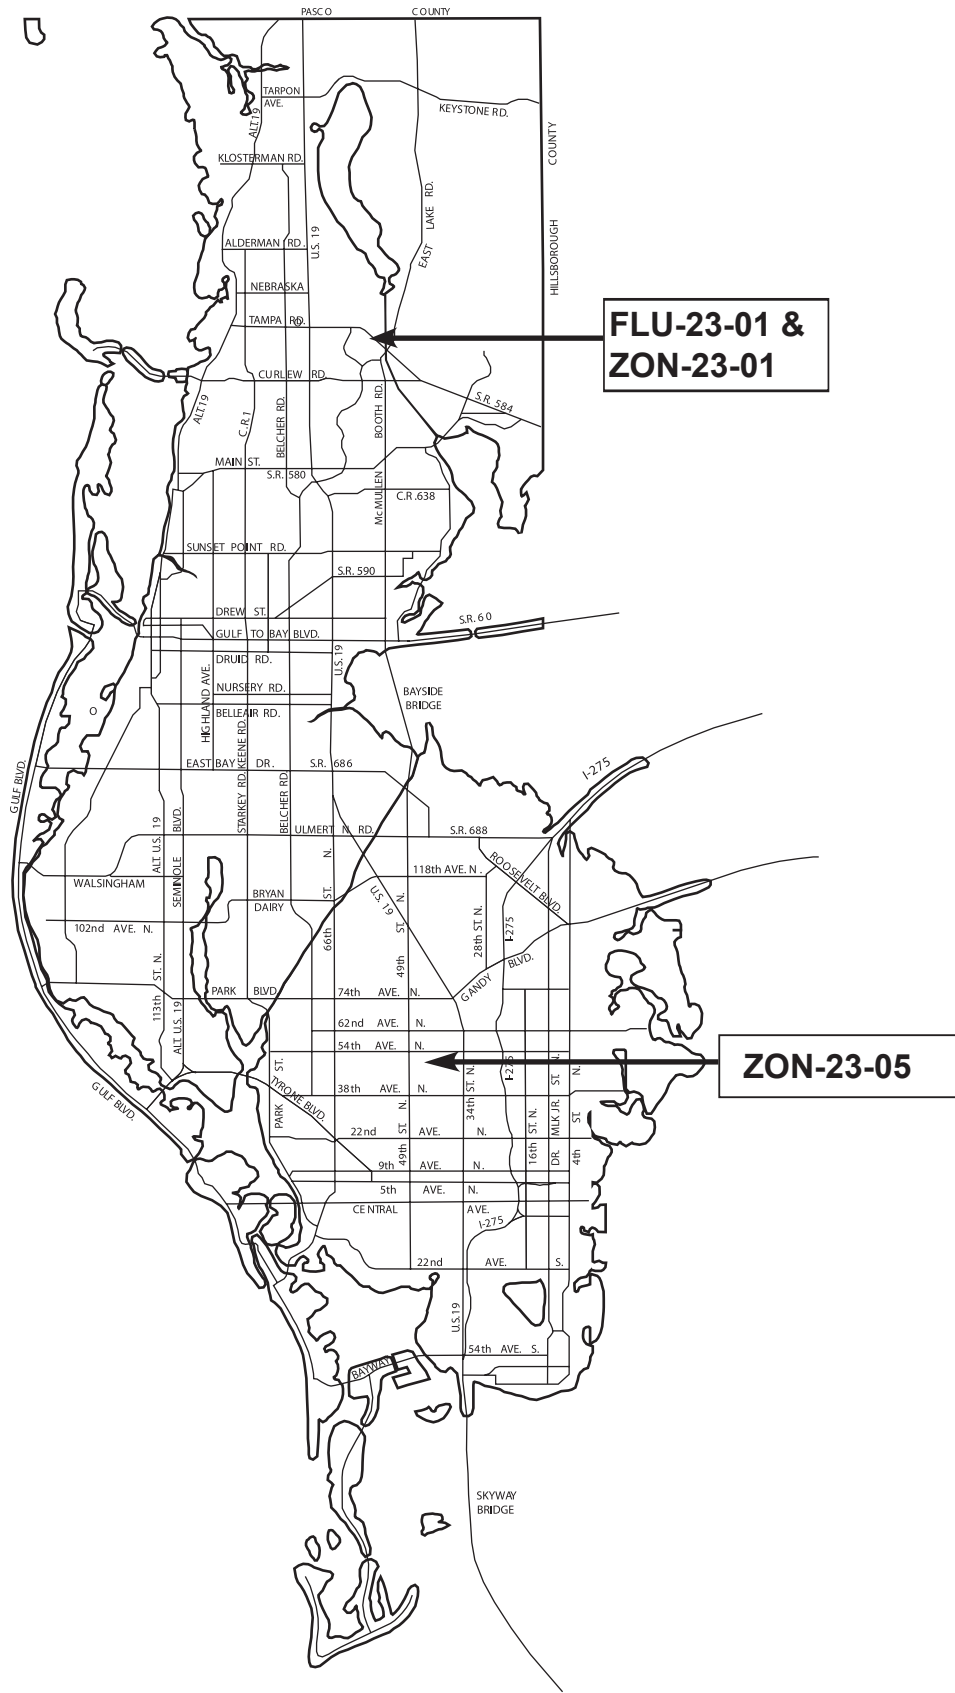 PASCO COUNTY
TARPON
AVE.
KEYSTONE RD.
ALT.19
COUNTY
KLOSTERMAN RD.
LAKE RD.
EAST
HILLSBOROUGH
U.S. 19
ALDERMAN RD.
NEBRASKA
TAMPA RD.
FLU-23-01 &
ZON-23-01
CURLEW RD.
S.R. 584
ALT.19
C.R.1
BELCHER RD.
BOOTH RD.
MAIN ST.
S.R. 580
McMULLEN
C.R.638
SUNSET POINT RD.
S.R. 590
DREW ST.
S.R. 60
GULF TO BAY BLVD.
U.S.19
DRUID RD.
HIGHLAND AVE.
NURSERY RD.
BAYSIDE
BRIDGE
BELLEAIR RD.
KEENE RD.
EAST BAY DR. S.R. 686
I-275
GULF BLVD.
STARKEY RD.
BELCHER RD.
ALT. U.S. 19
SEMINOLE BLVD.
ULMERT N RD. S.R. 688
66th ST. N.
118th AVE. N.
ROOSEVELT BLVD.
WALSINGHAM
U.S. 19
BRYAN
DAIRY
49th ST. N.
28th ST. N.
I-275
102nd AVE. N.
GANDY BLVD.
113th ST. N.
PARK BLVD.
74th AVE. N.
ALT. U.S. 19
62nd AVE. N.
54th AVE. N.
ZON-23-05
I-275
PARK ST.
TYRONE BLVD.
38th AVE. N.
34th ST. N.
GULF BLVD.
49th ST. N.
16th ST. N.
DR. MLK JR. ST. N.
4th ST. N.
22nd AVE. N.
9th AVE. N.
5th AVE. N.
CENTRAL AVE.
I-275
22nd AVE. S.
U.S.19
54th AVE. S.
BAYWAY
SKYWAY
BRIDGE